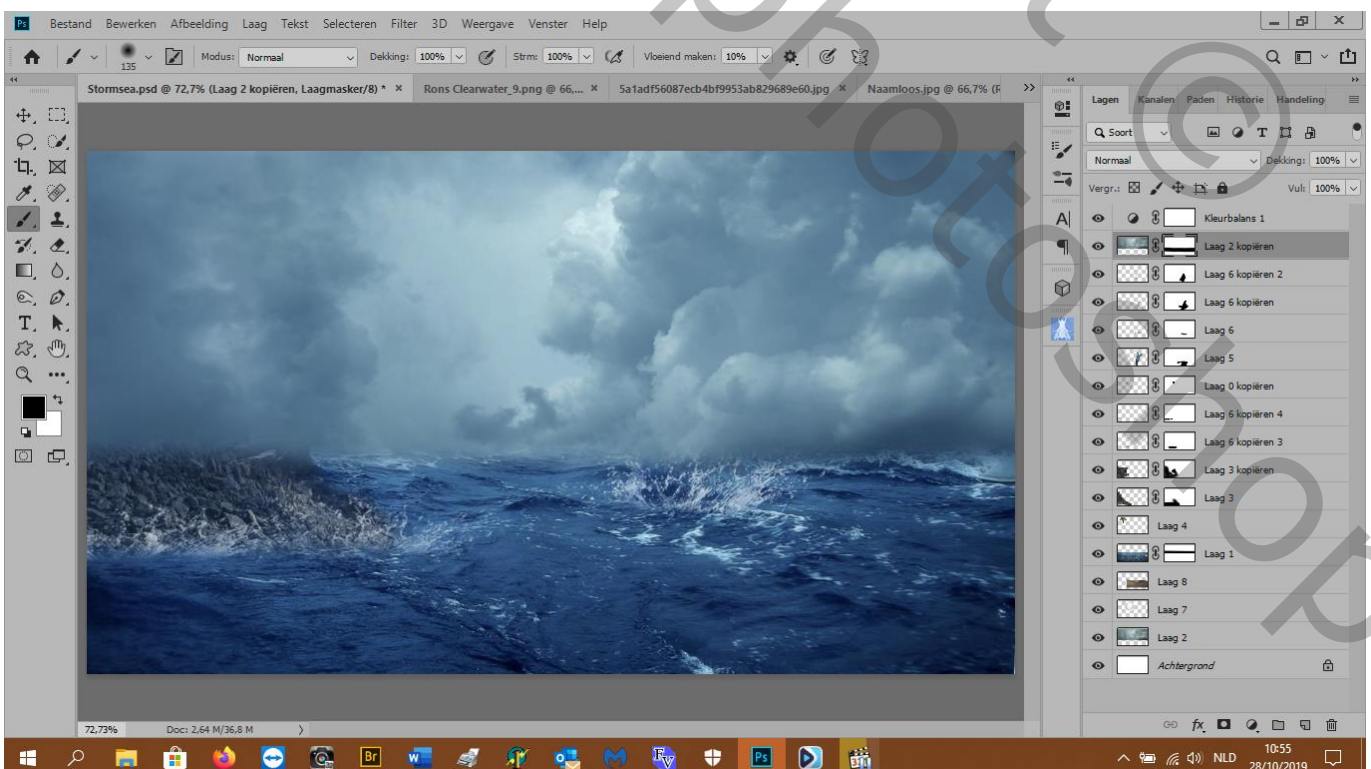 Ps Bestand Bewerken Afbeelding Laag Tekst Selecteren Filter 3D Weergave Venster Help
135 Modus: Normaal Dekking: 100% Strm: 100% Vloeiend maken: 10%
Stormsea.psd @ 72,7% (Laag 2 kopiëren, Laagmasker/8) * × Rons Clearwater_9.png @ 66,... × 5a1adf56087ecb4bf9953ab829689e60.jpg × Naamloos.jpg @ 66,7% (F >>
Lagen Kanalen Paden Historie Handeling
Soort
Normaal Dekking: 100%
Vergr.: Vul: 100%
Kleurbalans 1
Laag 2 kopiëren
Laag 6 kopiëren 2
Laag 6 kopiëren
Laag 6
Laag 5
Laag 0 kopiëren
Laag 6 kopiëren 4
Laag 6 kopiëren 3
Laag 3 kopiëren
Laag 3
Laag 4
Laag 1
Laag 8
Laag 7
Laag 2
Achtergrond
72,73% Doc: 2,64 M/36,8 M
Br Ps NLD 10:55
28/10/2019